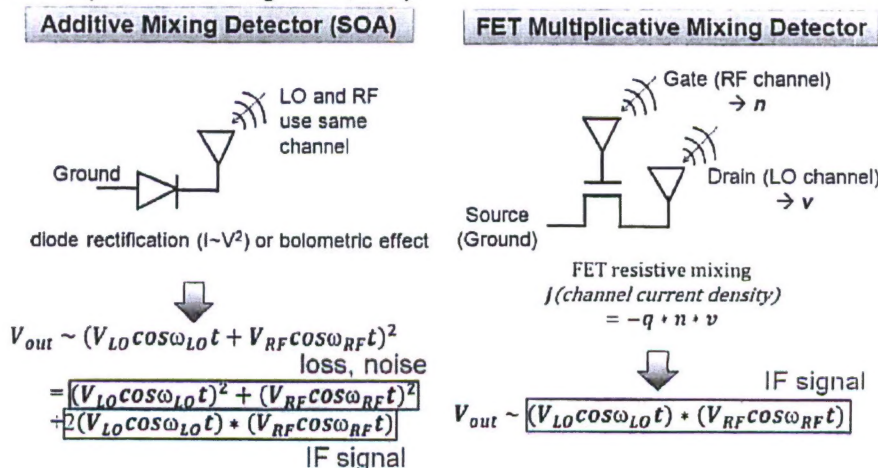 Additive Mixing Detector (SOA)
LO and RF
use same
channel
Ground
diode rectification (I~V²) or bolometric effect
V_out ~ (V_LO cosω_LO t + V_RF cosω_RF t)²
loss, noise
= (V_LO cosω_LO t)² + (V_RF cosω_RF t)²
+2(V_LO cosω_LO t) * (V_RF cosω_RF t)
IF signal
FET Multiplicative Mixing Detector
Gate (RF channel)
→ n
Drain (LO channel)
→ v
Source
(Ground)
FET resistive mixing
j(channel current density)
= −q * n * v
IF signal
V_out ~ (V_LO cosω_LO t) * (V_RF cosω_RF t)